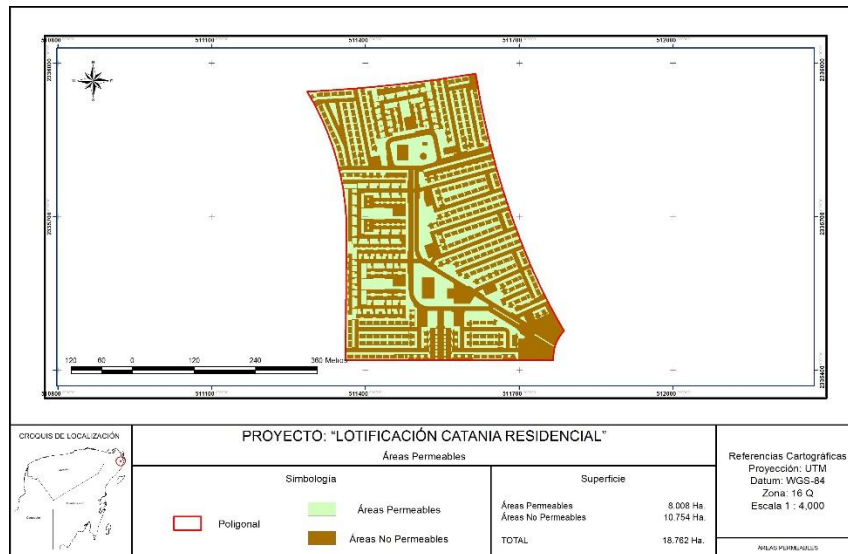 511100
511400
511700
512000
2336000
2336000
2335700
2335700
2335400
120 60 0 120 240 360 Metros
510800
511100
511400
511700
512000
CROQUIS DE LOCALIZACIÓN
PROYECTO: “LOTIFICACIÓN CATANIA RESIDENCIAL”
Áreas Permeables
Simbología
Poligonal
Áreas Permeables
Áreas No Permeables
Superficie
Áreas Permeables 8.008 Ha.
Áreas No Permeables 10.754 Ha.
TOTAL 18.762 Ha.
Referencias Cartográficas
Proyección: UTM
Datum: WGS-84
Zona: 16 Q
Escala 1 : 4,000
ÁREAS PERMEABLES